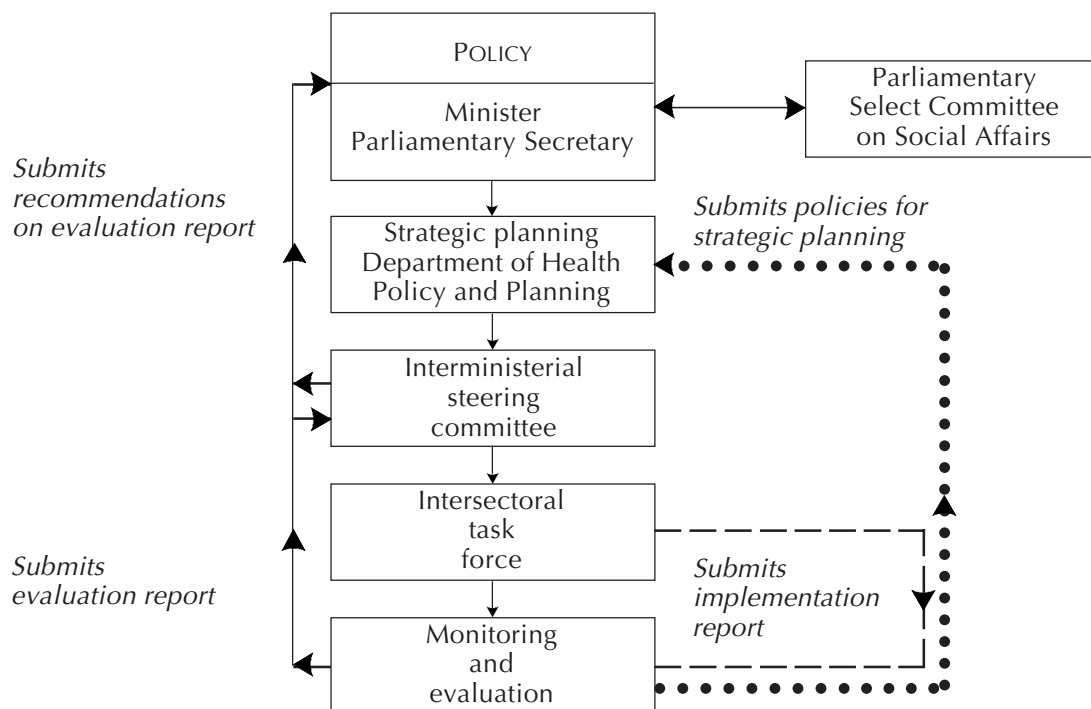 POLICY
Minister
Parliamentary Secretary
Parliamentary
Select Committee
on Social Affairs
Submits
recommendations
on evaluation report
Strategic planning
Department of Health
Policy and Planning
Submits policies for
strategic planning
Interministerial
steering
committee
Intersectoral
task
force
Submits
evaluation report
Submits
implementation
report
Monitoring
and
evaluation